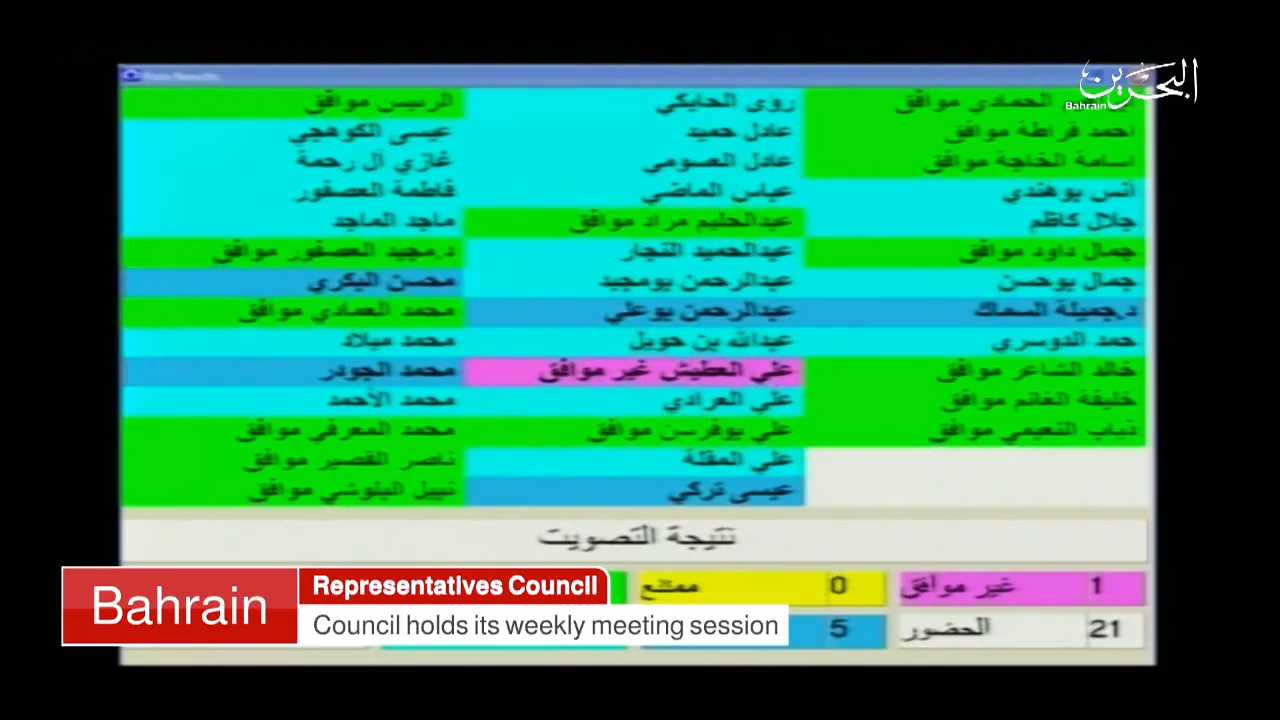 البحرين
Bahrain
الحمادي موافق
رؤى الحايكي
الرئيس موافق
احمد قراطة موافق
عادل حميد
عيسى الكوهجي
اسامة الخاجة موافق
عادل العسومي
غازي آل رحمة
أنس بوهندي
عباس الماضي
فاطمة العصفور
جلال كاظم
عبدالحليم مراد موافق
ماجد الماجد
جمال داود موافق
عبدالحميد النجار
د.مجيد العصفور موافق
جمال بوحسن
عبدالرحمن بومجيد
محسن البكري
د.جميلة السماك
عبدالرحمن بوعلي
محمد العمادي موافق
حمد الدوسري
عبدالله بن حويل
محمد ميلاد
خالد الشاعر موافق
علي العطيش غير موافق
محمد الجودر
خليفة الغانم موافق
علي العرادي
محمد الأحمد
ذياب النعيمي موافق
علي بوفرسن موافق
محمد المعرفي موافق
علي المقلة
ناصر القصير موافق
عيسى تركي
نبيل البلوشي موافق
نتيجة التصويت
غير موافق 1
ممتنع 0
الحضور 21
5
Bahrain
Representatives Council
Council holds its weekly meeting session